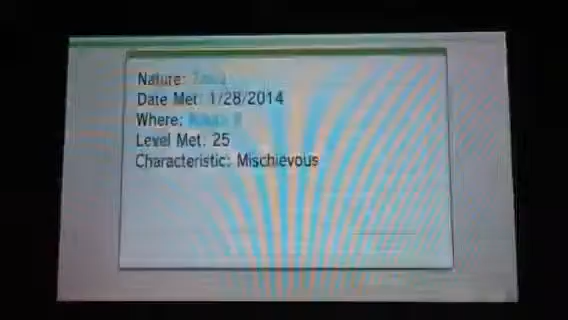 Nature:
Date Met: 1/28/2014
Where:
Level Met: 25
Characteristic: Mischievous